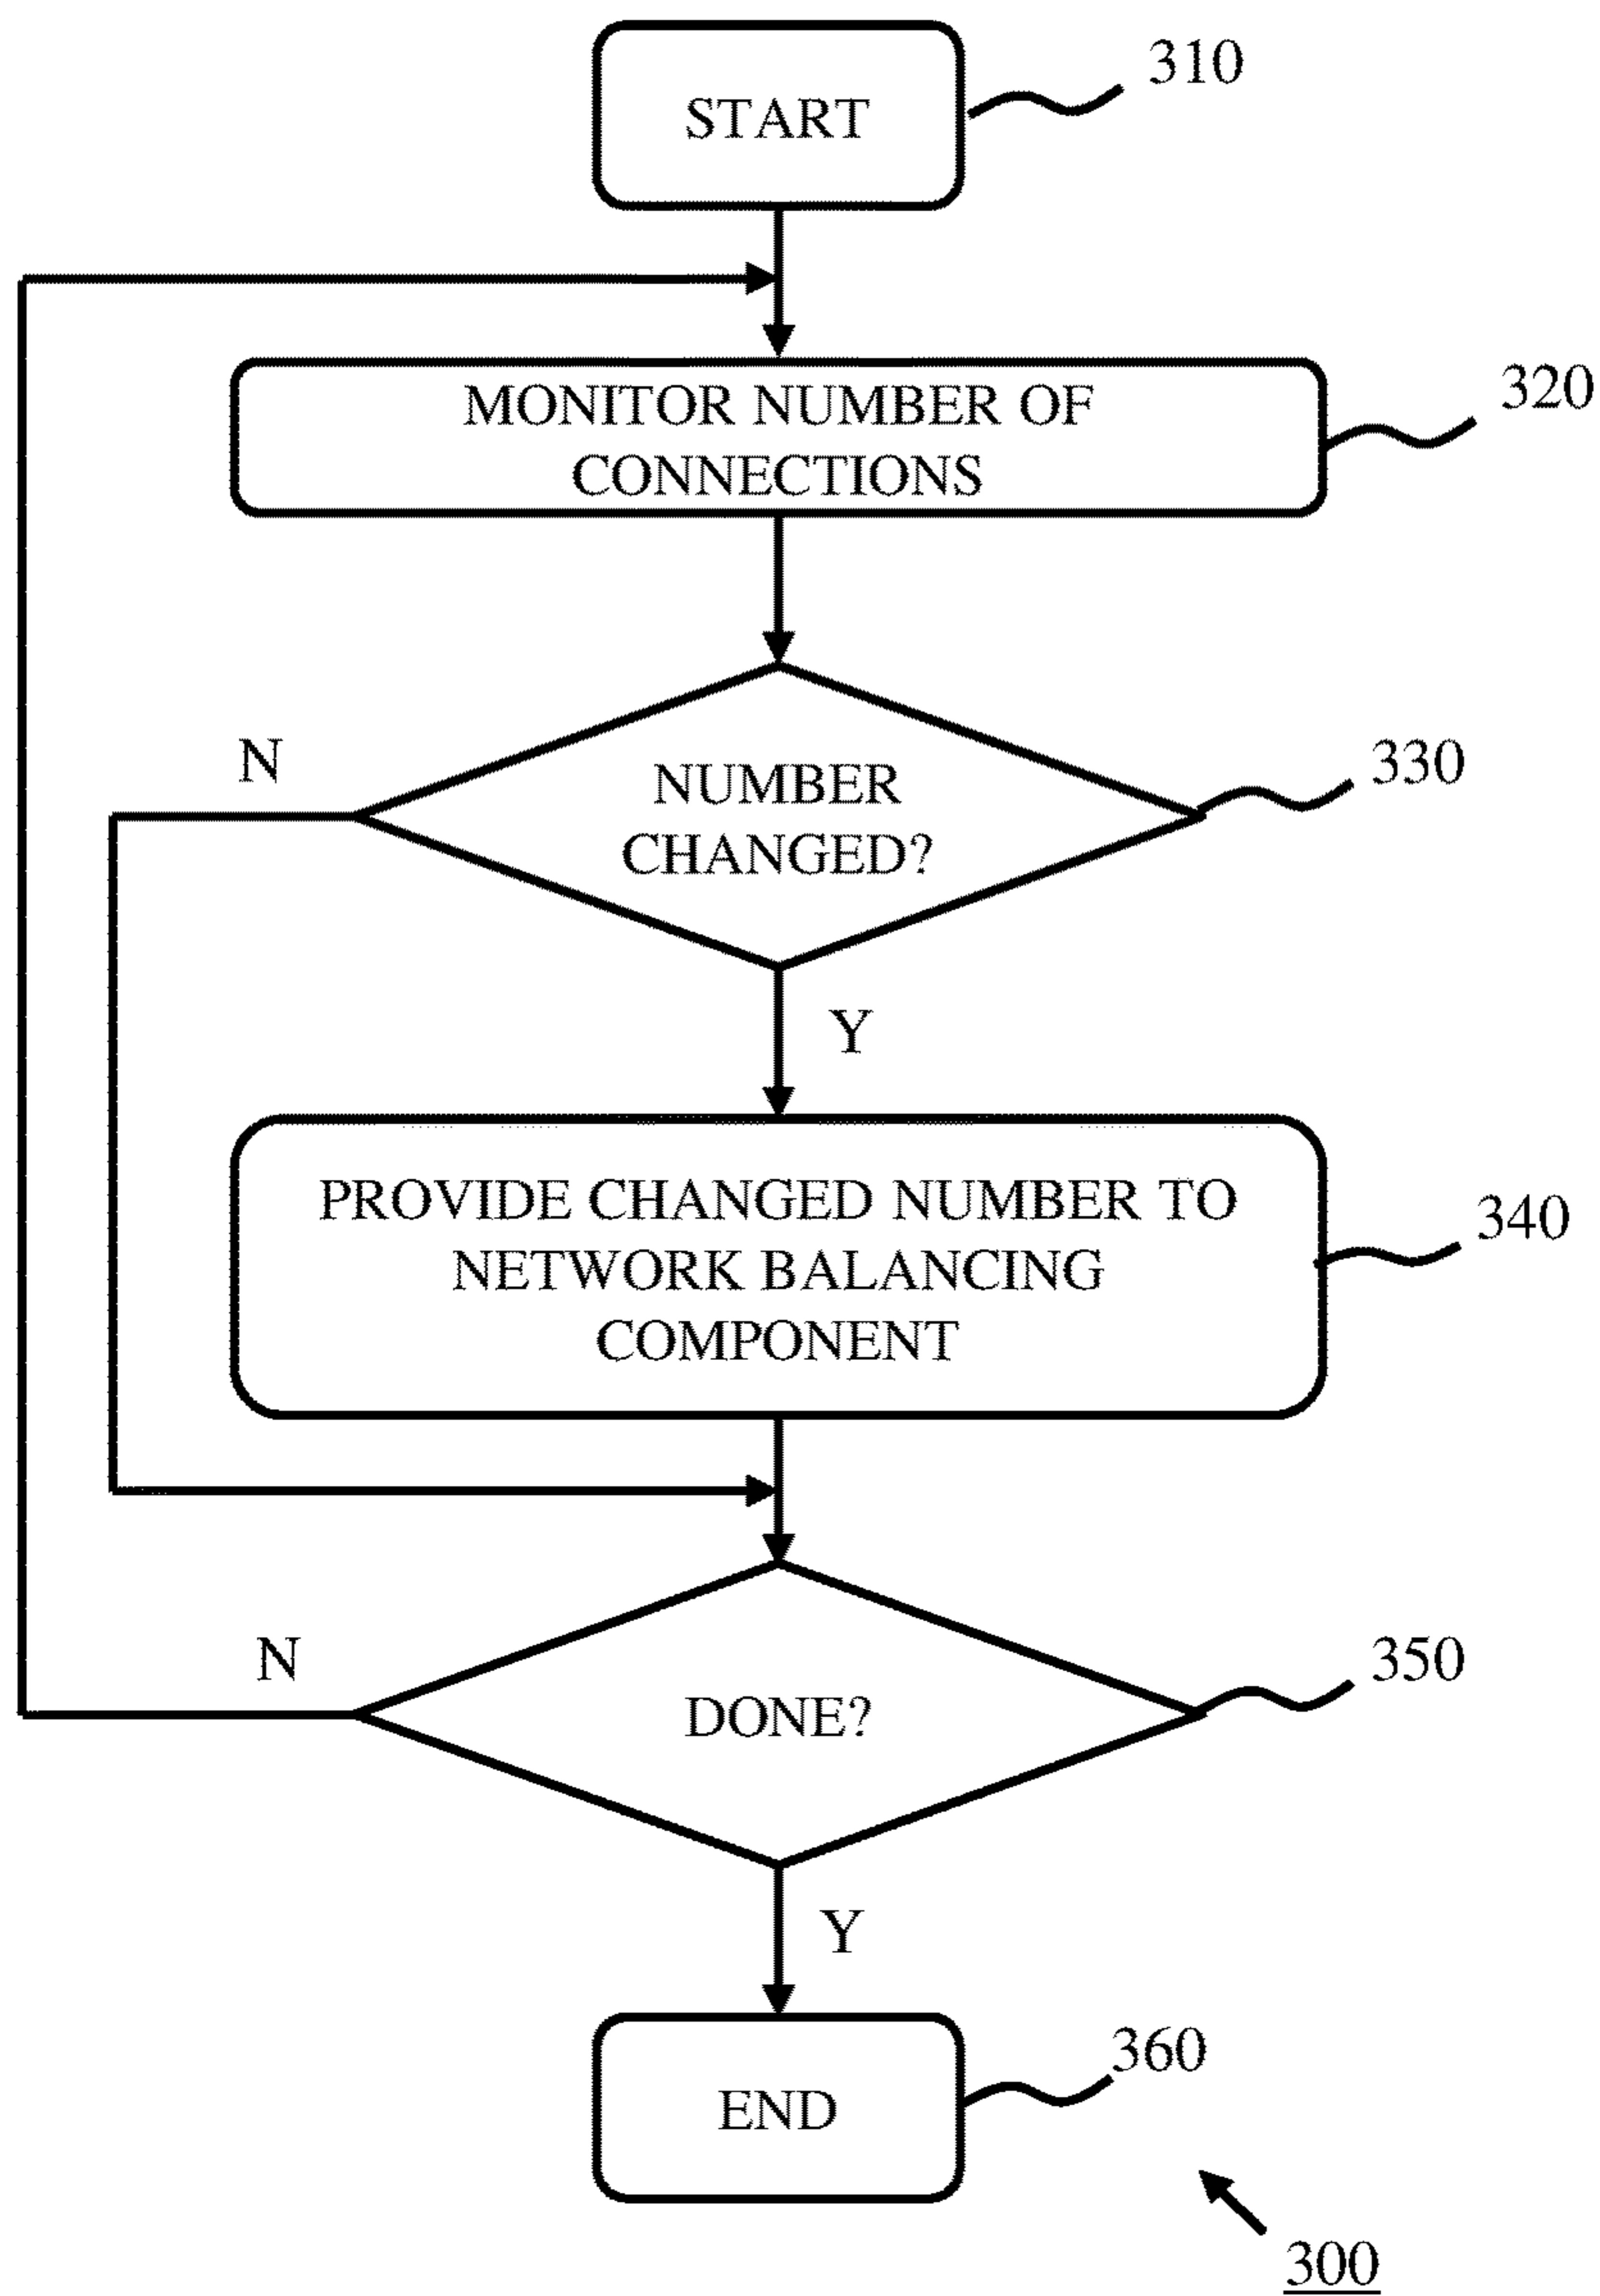 START
310
MONITOR NUMBER OF
CONNECTIONS
320
NUMBER
CHANGED?
330
N
Y
PROVIDE CHANGED NUMBER TO
NETWORK BALANCING
COMPONENT
340
DONE?
350
N
Y
END
360
300